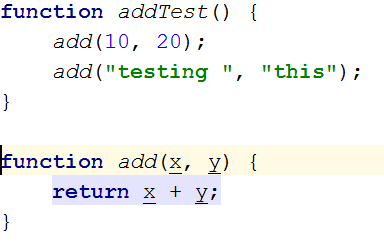 function addTest() {
    add(10, 20);
    add("testing ", "this");
}

function add(x, y) {
    return x + y;
}